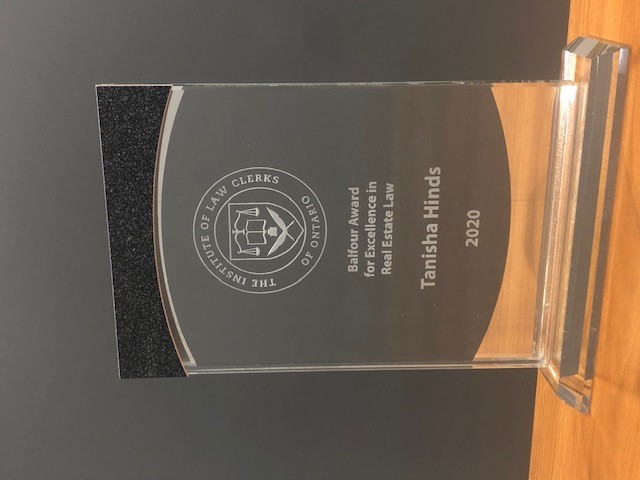 THE INSTITUTE OF LAW CLERKS
OF ONTARIO
Balfour Award
for Excellence in
Real Estate Law
Tanisha Hinds
2020